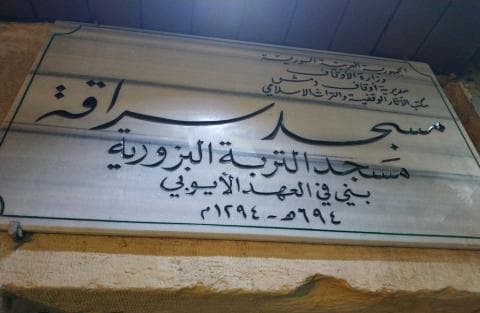 الجمهورية العربية السورية
وزارة الأوقاف
مديرية أوقاف دمشق
مكتب الآثار الوقفية والتراث الاسلامي
مسجد سراقة
مسجد التربة البزورية
بني في العهد الأيوبي
٦٩٤هـ - ١٢٩٤م